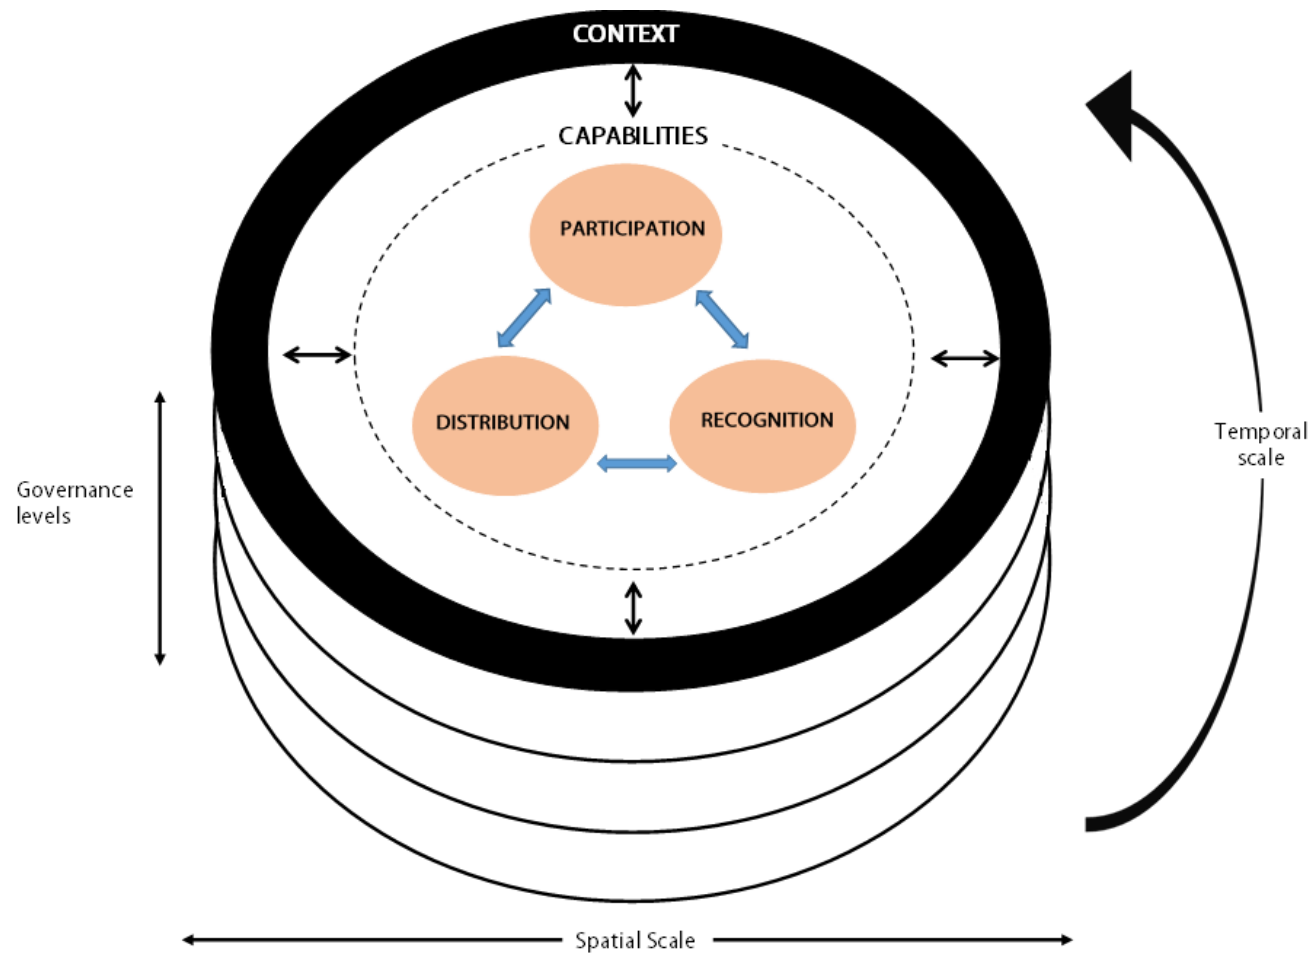 CONTEXT
CAPABILITIES
PARTICIPATION
DISTRIBUTION
RECOGNITION
Temporal
scale
Governance
levels
Spatial Scale